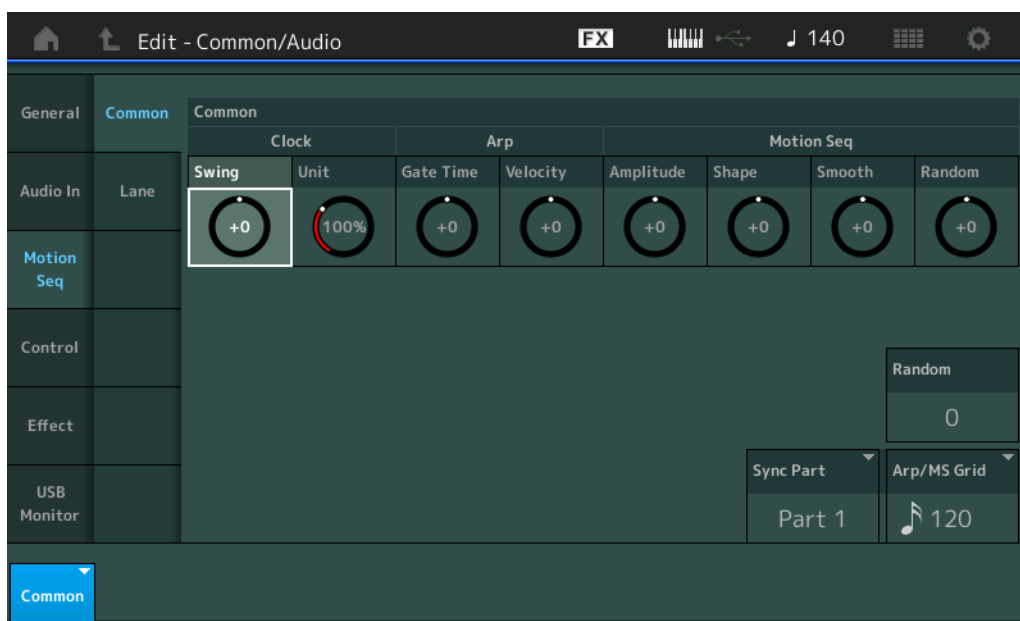 Edit - Common/Audio FX ♩ 140
General
Audio In
Motion
Seq
Control
Effect
USB
Monitor
Common
Lane
Common
Clock Arp Motion Seq
Swing Unit Gate Time Velocity Amplitude Shape Smooth Random
+0 100% +0 +0 +0 +0 +0 +0
Random
0
Sync Part Arp/MS Grid
Part 1 120
Common